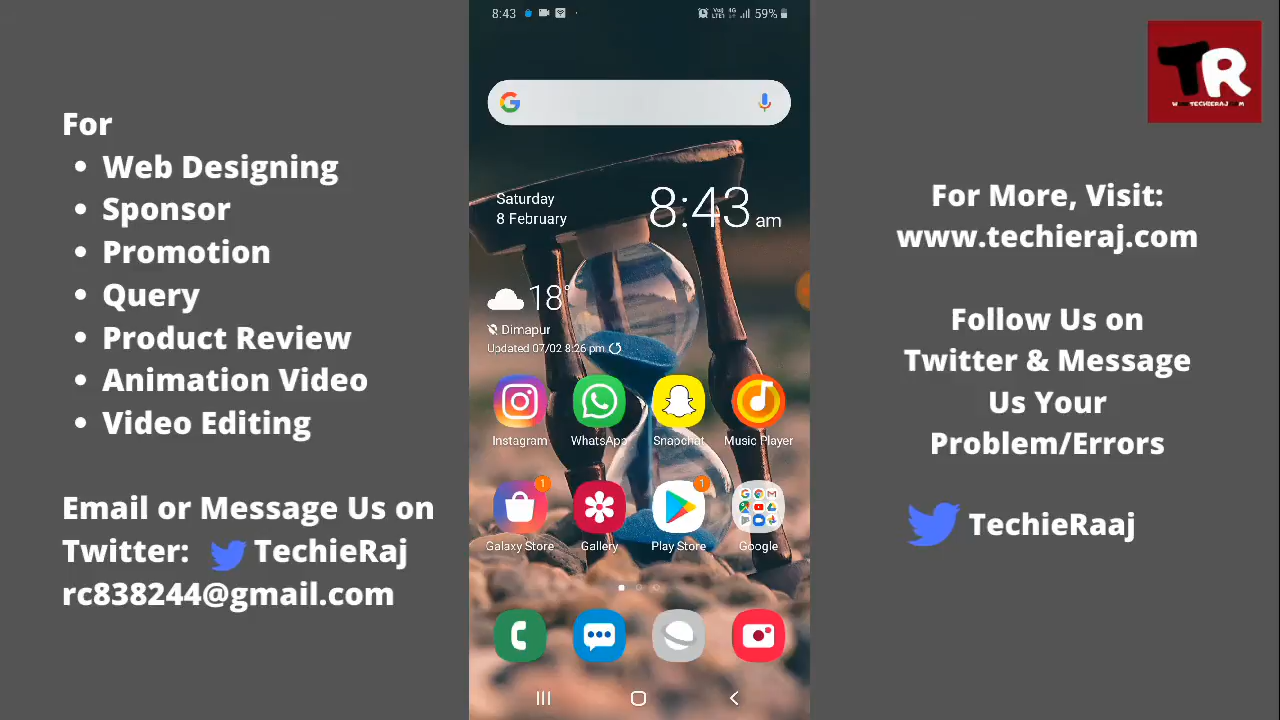 For
• Web Designing
• Sponsor
• Promotion
• Query
• Product Review
• Animation Video
• Video Editing
Email or Message Us on
Twitter: TechieRaj
rc838244@gmail.com
8:43
59%
Saturday
8 February
8:43 am
18°
Dimapur
Updated 07/02 8:26 pm
Instagram
WhatsApp
Snapchat
Music Player
1
1
Galaxy Store
Gallery
Play Store
Google
TR
For More, Visit:
www.techieraj.com
Follow Us on
Twitter & Message
Us Your
Problem/Errors
TechieRaaj